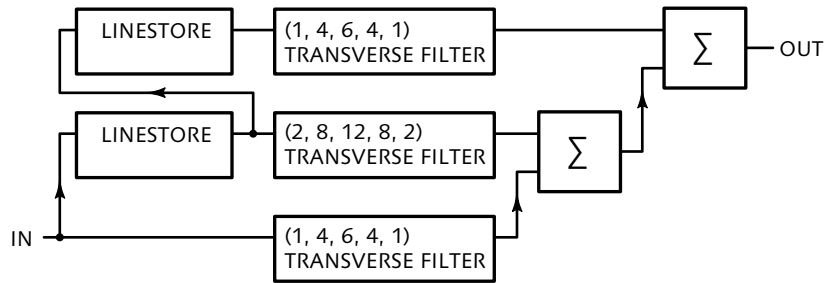 LINESTORE
(1, 4, 6, 4, 1)
TRANSVERSE FILTER
Σ
OUT
LINESTORE
(2, 8, 12, 8, 2)
TRANSVERSE FILTER
Σ
IN
(1, 4, 6, 4, 1)
TRANSVERSE FILTER